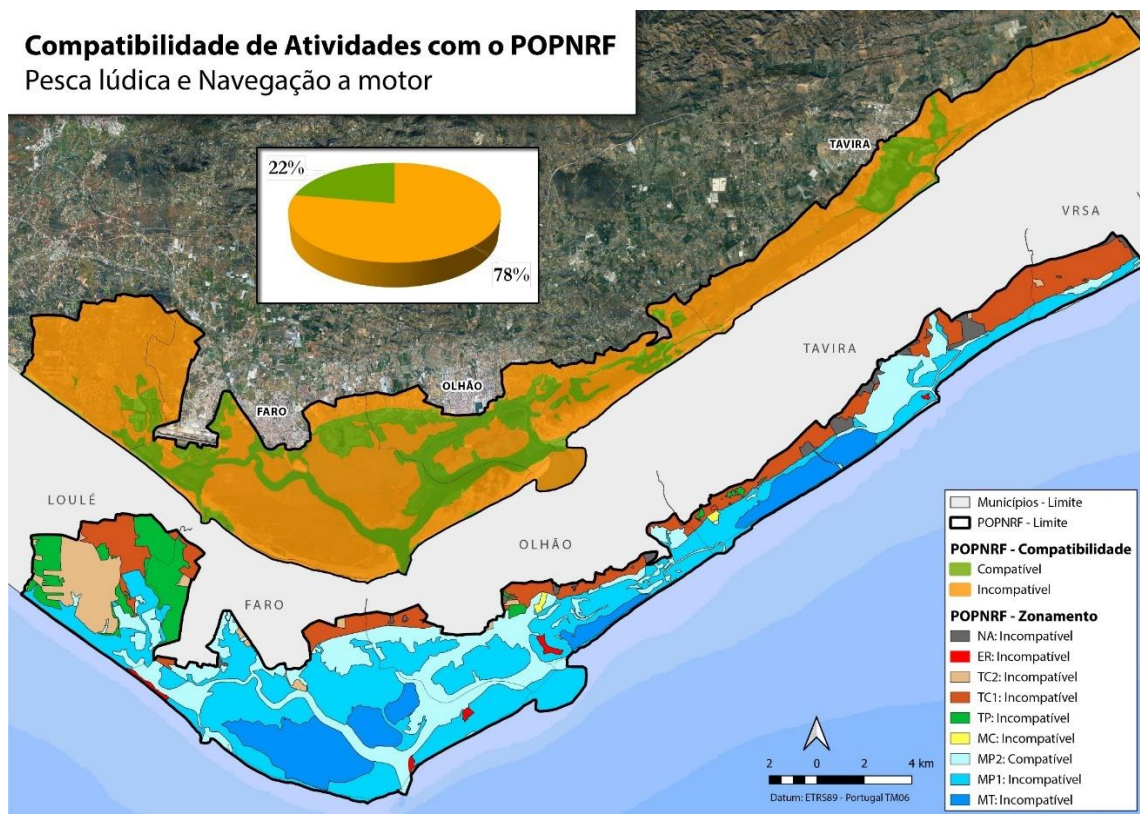 Compatibilidade de Atividades com o POPNRF
Pesca lúdica e Navegação a motor
22%
78%
TAVIRA
VRSA
OLHÃO
FARO
TAVIRA
LOULÉ
OLHÃO
FARO
Municípios - Limite
POPNRF - Limite
POPNRF - Compatibilidade
Compatível
Incompatível
POPNRF - Zonamento
NA: Incompatível
ER: Incompatível
TC2: Incompatível
TC1: Incompatível
TP: Incompatível
MC: Incompatível
MP2: Compatível
MP1: Incompatível
MT: Incompatível
2 0 2 4 km
Datum: ETRS89 - Portugal TM06